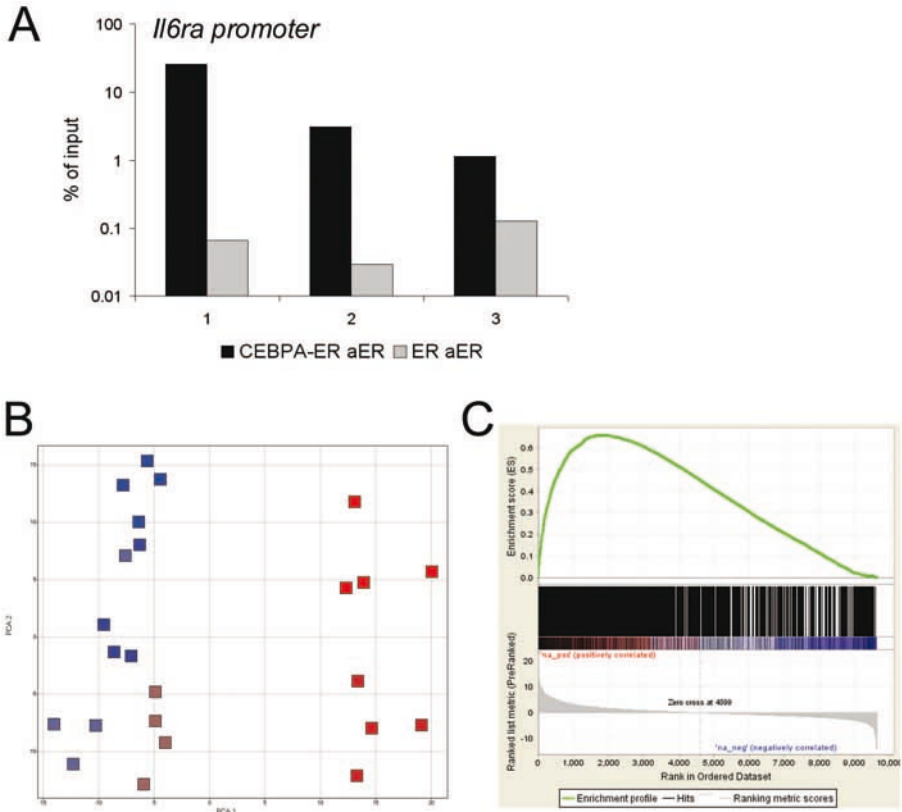 A
Il6ra promoter
% of input
100
10
1
0.1
0.01
1 2 3
CEBPA-ER aER ER aER
B
PCA 2
PCA 1
C
Enrichment score (ES)
0.6
0.5
0.4
0.3
0.2
0.1
0.0
'na_pos' (positively correlated)
Ranked list metric (PreRanked)
20
10
0
-10
Zero cross at
'na_neg' (negatively correlated)
0 1,000 2,000 3,000 4,000 5,000 6,000 7,000 8,000 9,000 10,000
Rank in Ordered Dataset
Enrichment profile Hits Ranking metric scores